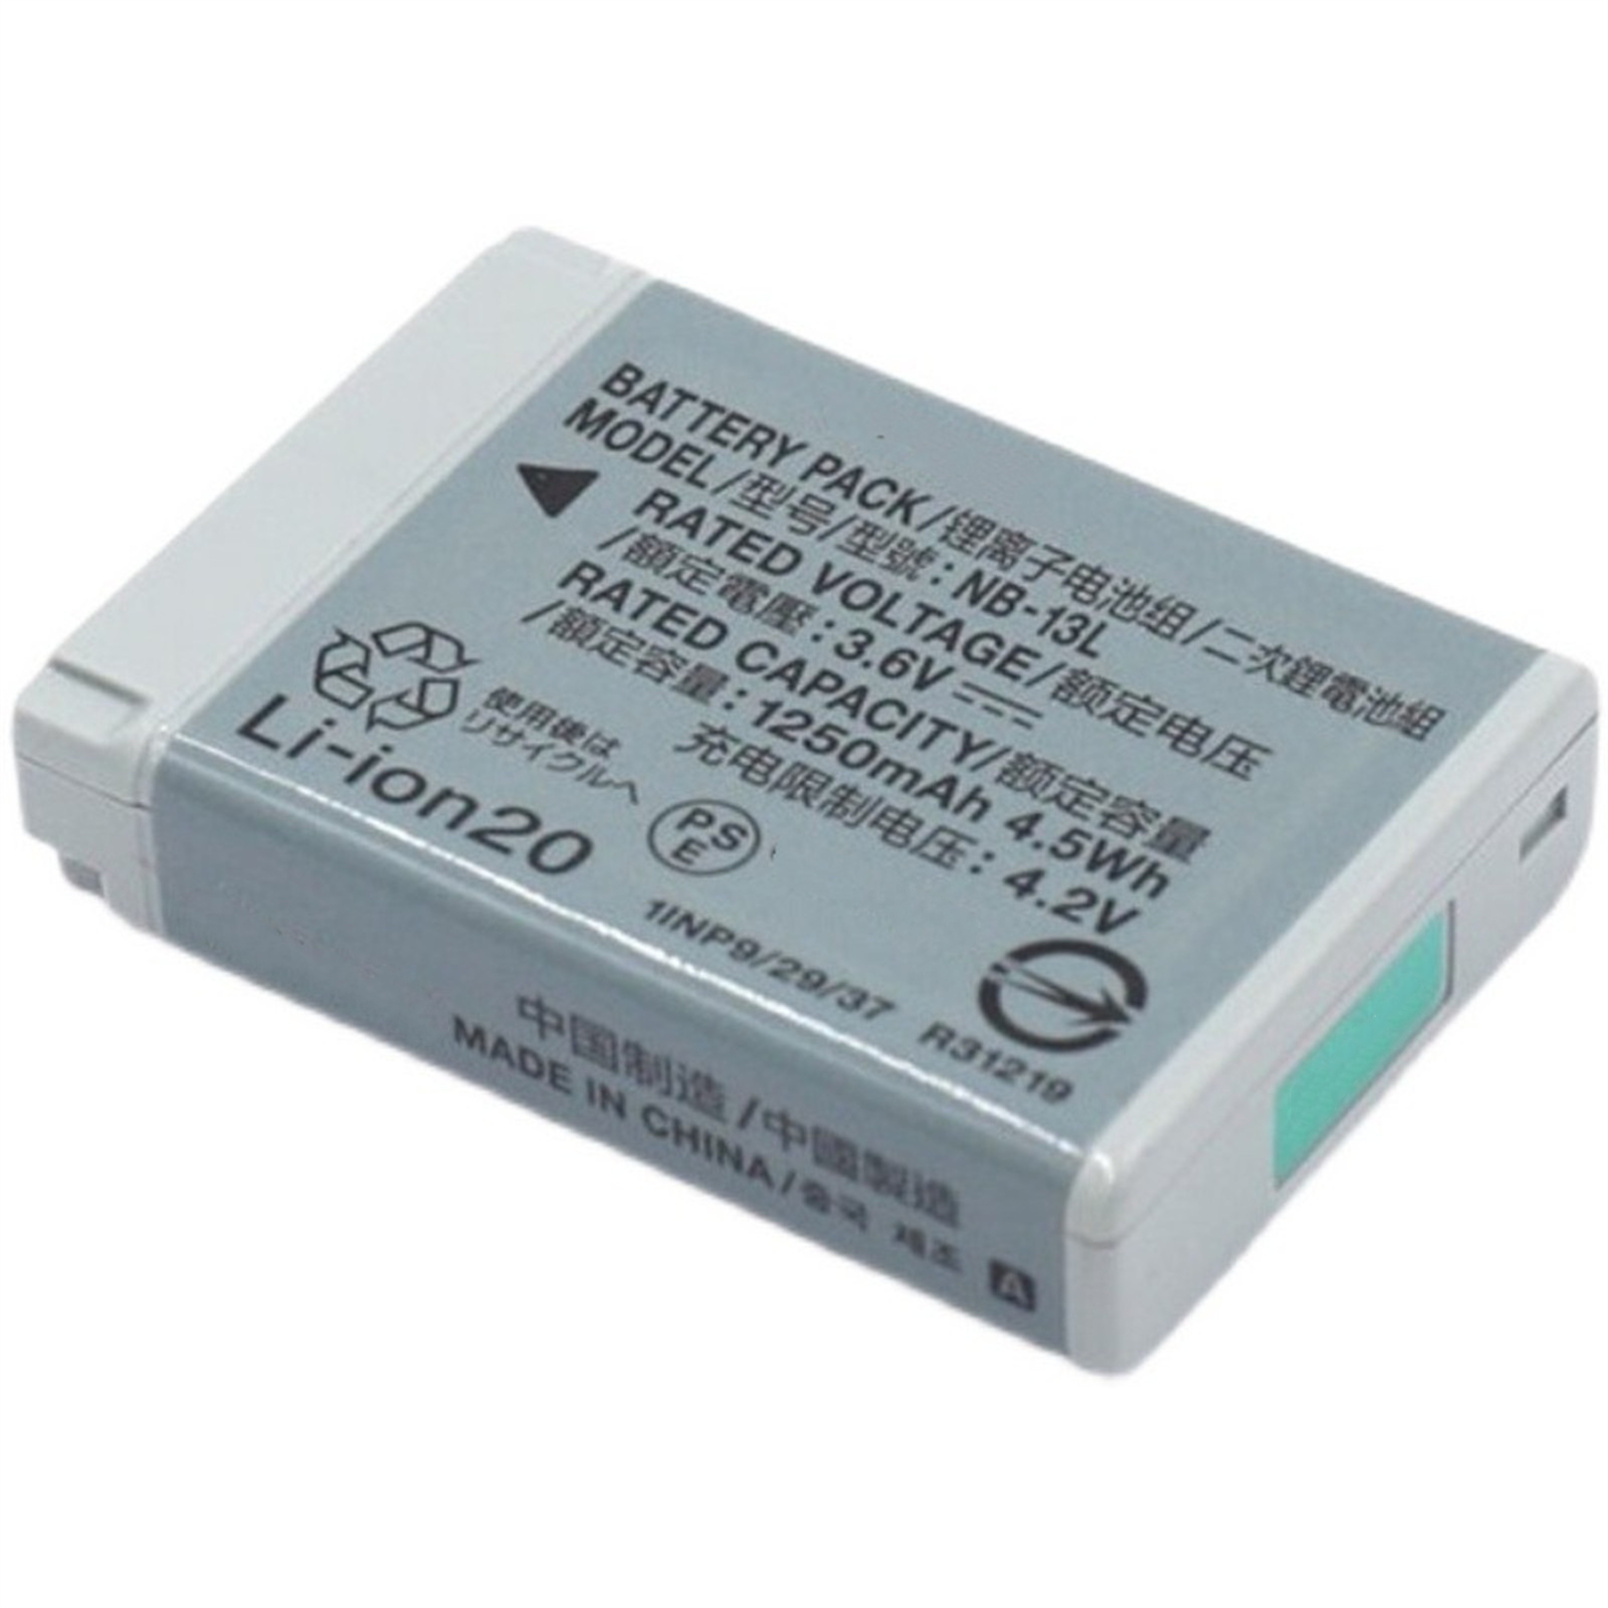 BATTERY PACK/锂离子电池组/二次鋰電池組
MODEL/型号/型號:NB-13L
RATED VOLTAGE/额定电压
/額定電壓:3.6V
RATED CAPACITY/额定容量
/額定容量:1250mAh 4.5Wh
充电限制电压:4.2V
使用後は
リサイクルへ
Li-ion20
PS
E
1INP9/29/37
R31219
中国制造/中國製造
MADE IN CHINA/중국 제조
A